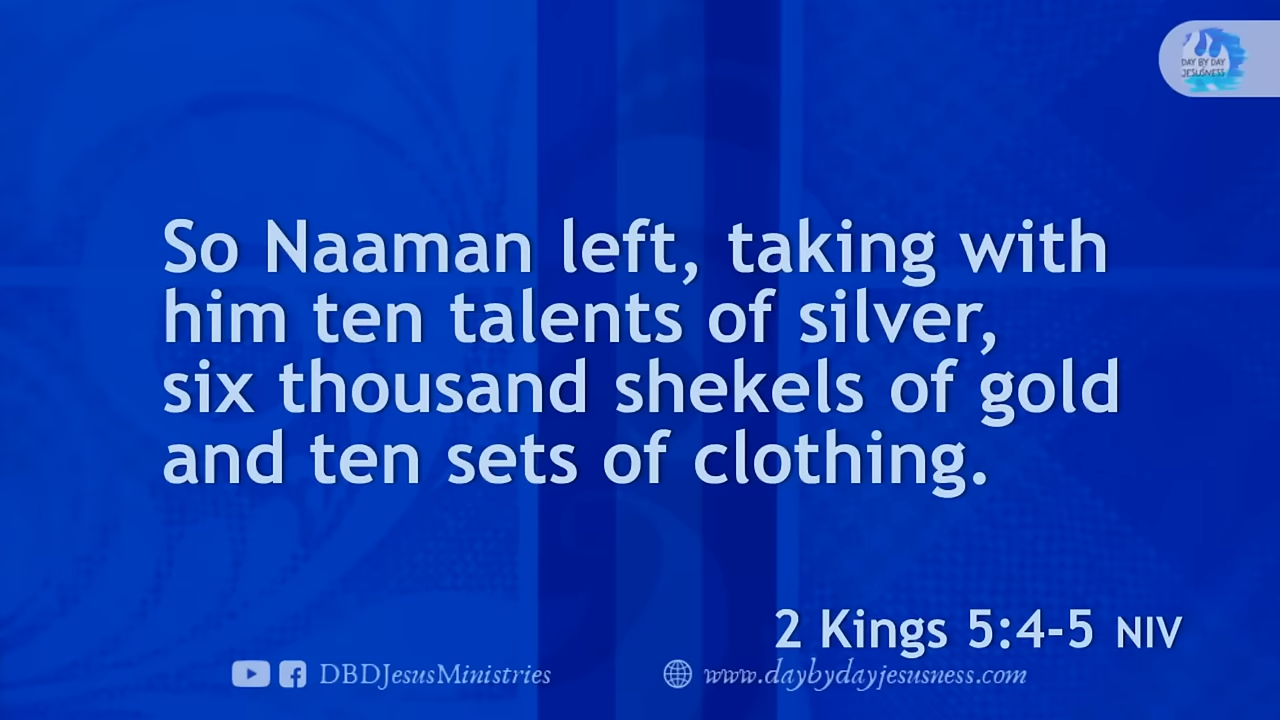 DAY BY DAY
JESUSNESS
So Naaman left, taking with
him ten talents of silver,
six thousand shekels of gold
and ten sets of clothing.
2 Kings 5:4-5 NIV
DBDJesusMinistries
www.daybydayjesusness.com